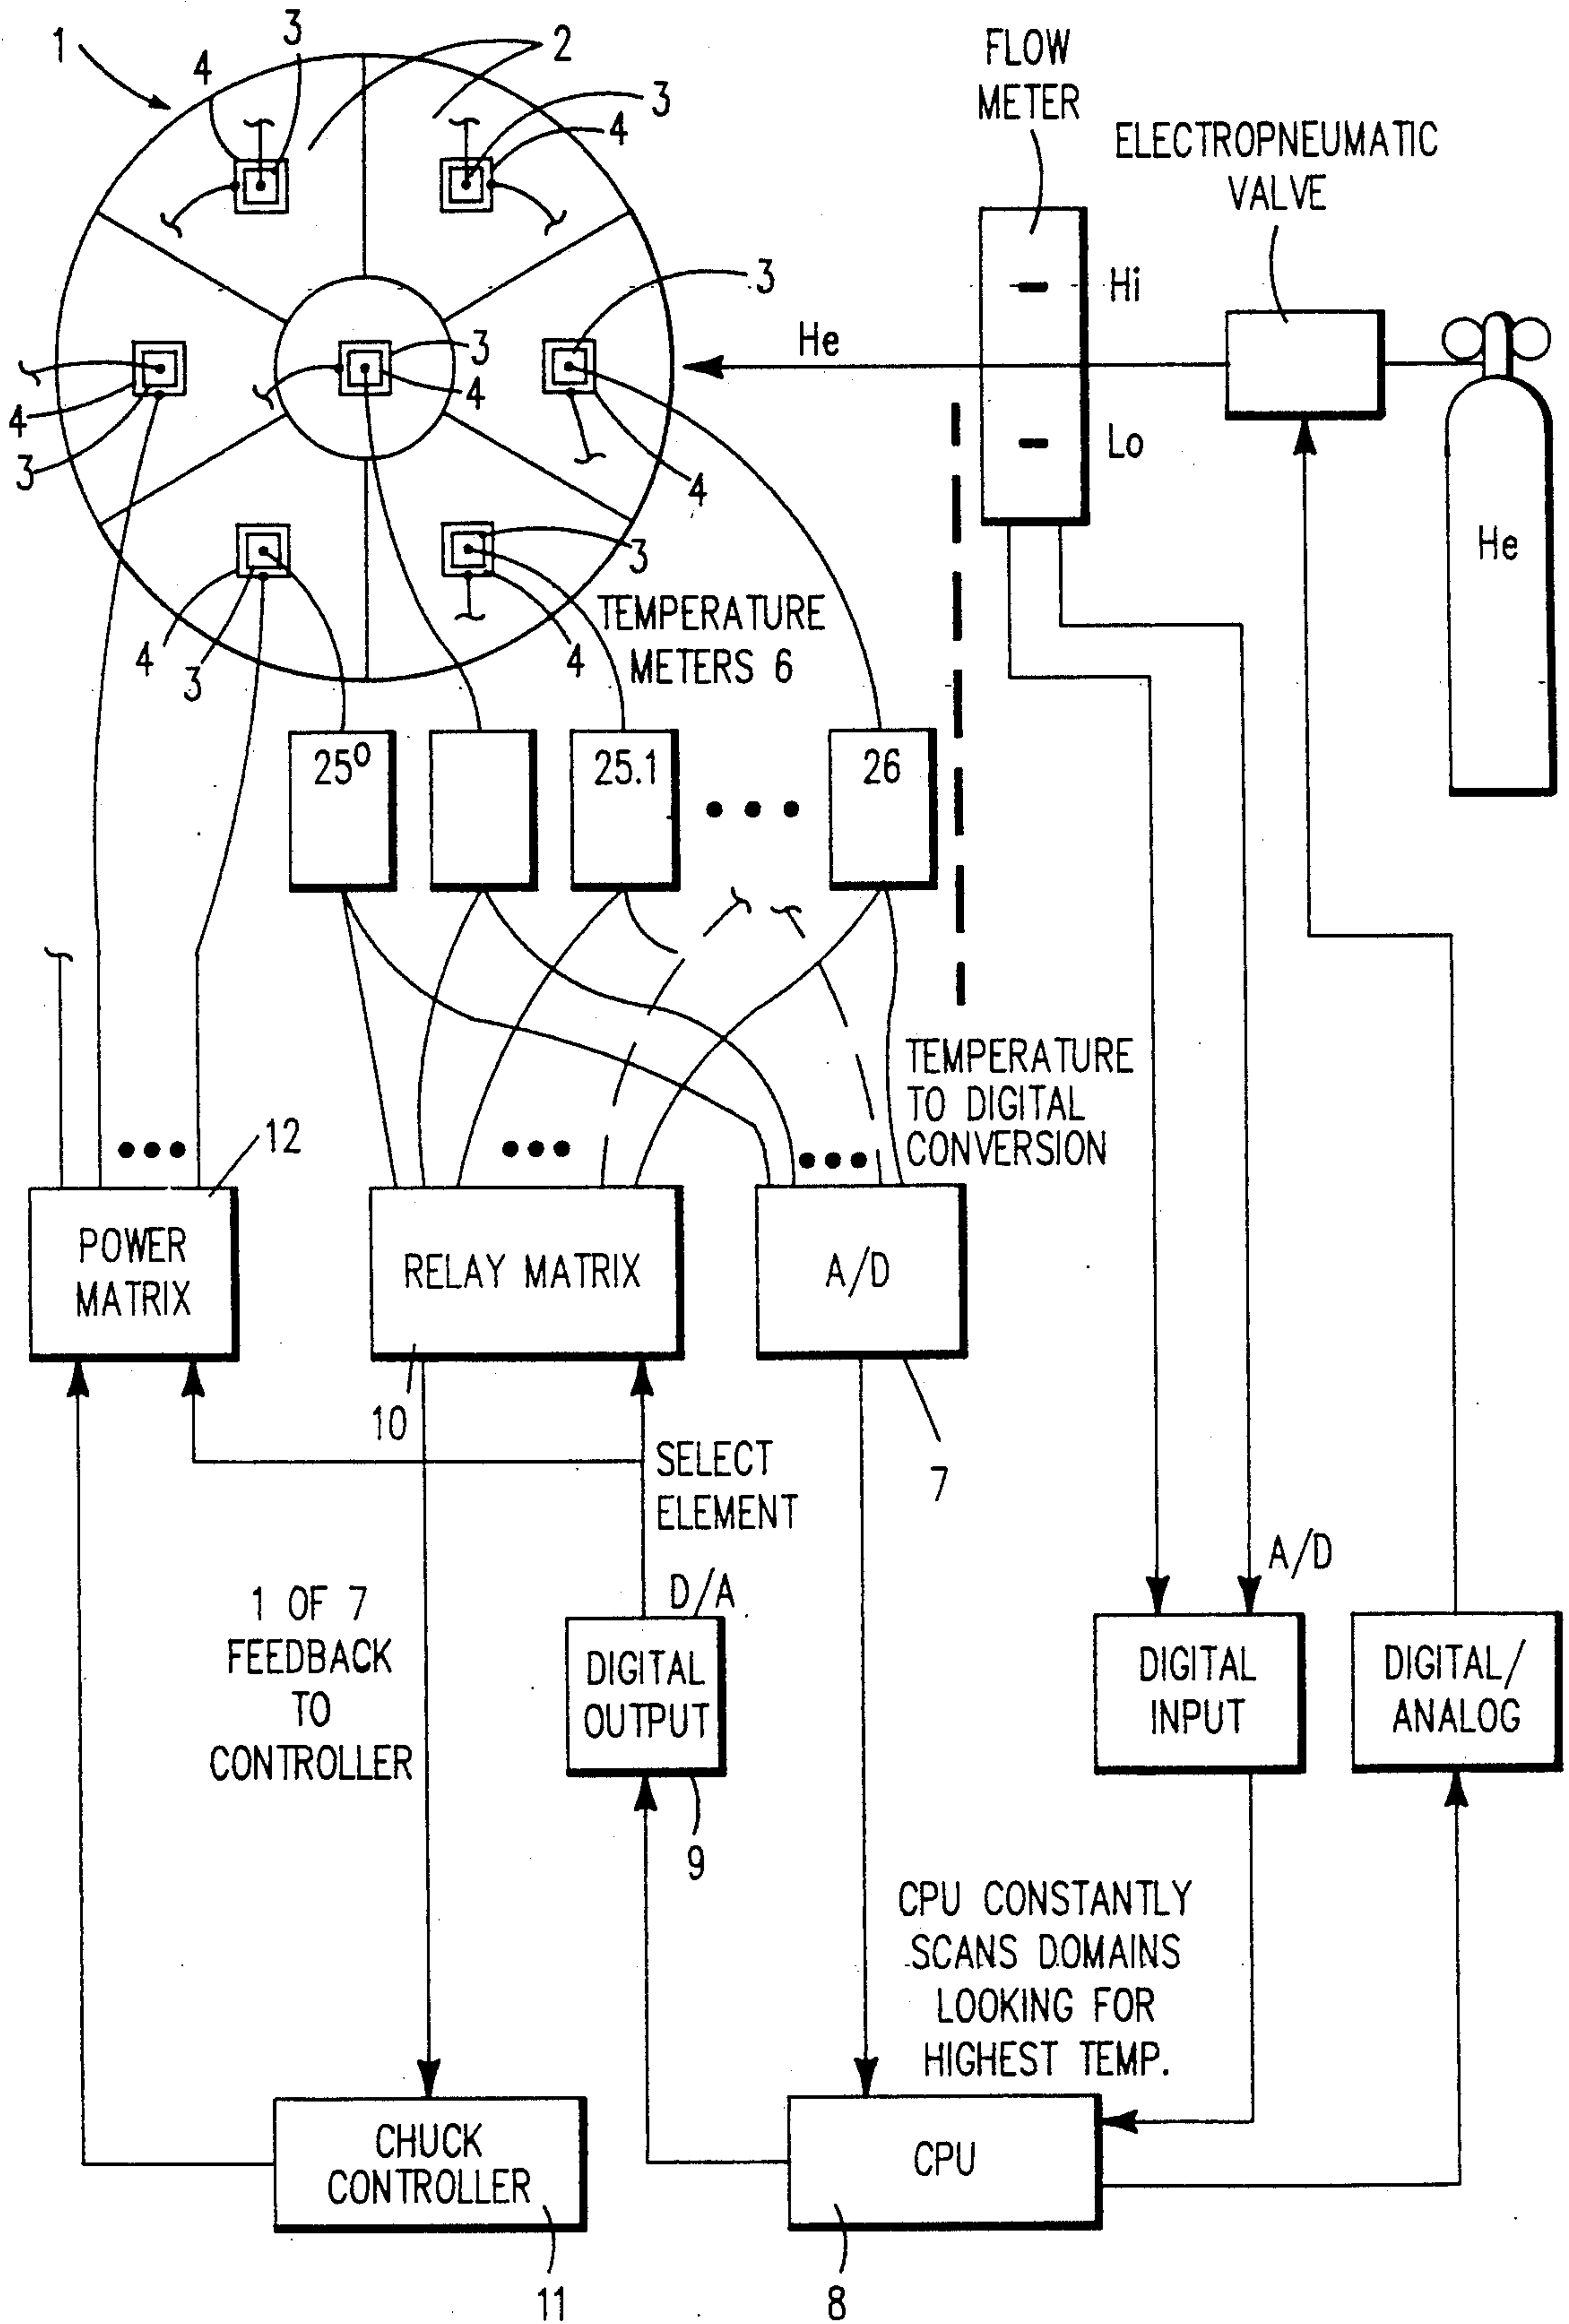 1
4
3
2
3
4
FLOW
METER
ELECTROPNEUMATIC
VALVE
3
Hi
He
3
4
4
3
4
Lo
He
3
4
3
4
TEMPERATURE
METERS 6
25⁰
25.1
26
TEMPERATURE
TO DIGITAL
CONVERSION
12
POWER
MATRIX
RELAY MATRIX
A/D
10
7
SELECT
ELEMENT
A/D
D/A
1 OF 7
FEEDBACK
TO
CONTROLLER
DIGITAL
OUTPUT
9
DIGITAL
INPUT
DIGITAL/
ANALOG
CPU CONSTANTLY
SCANS DOMAINS
LOOKING FOR
HIGHEST TEMP.
CHUCK
CONTROLLER
11
CPU
8